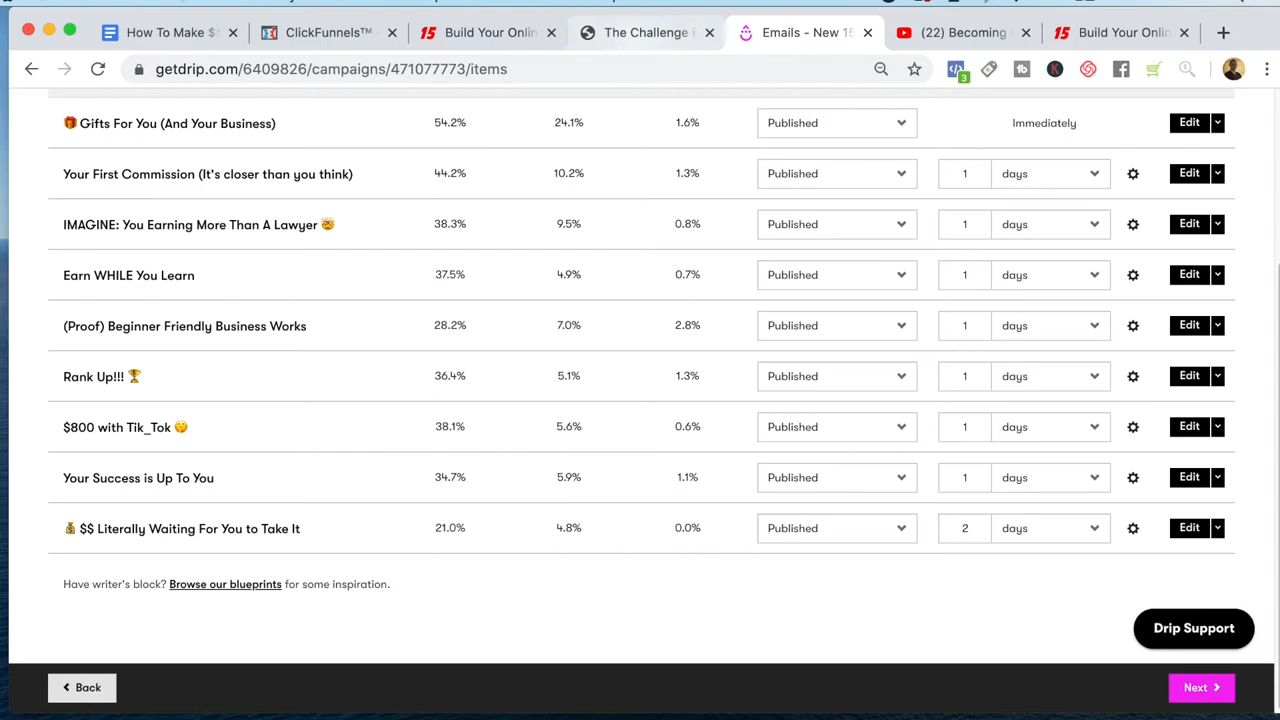 How To Make $$
ClickFunnels™
Build Your Onlin
The Challenge
Emails - New 15
(22) Becoming
Build Your Onlin
getdrip.com/6409826/campaigns/471077773/items
3
🎁 Gifts For You (And Your Business) 54.2% 24.1% 1.6% Published Immediately Edit
Your First Commission (It's closer than you think) 44.2% 10.2% 1.3% Published 1 days Edit
IMAGINE: You Earning More Than A Lawyer 🤯 38.3% 9.5% 0.8% Published 1 days Edit
Earn WHILE You Learn 37.5% 4.9% 0.7% Published 1 days Edit
(Proof) Beginner Friendly Business Works 28.2% 7.0% 2.8% Published 1 days Edit
Rank Up!!! 🏆 36.4% 5.1% 1.3% Published 1 days Edit
$800 with Tik_Tok 🤫 38.1% 5.6% 0.6% Published 1 days Edit
Your Success is Up To You 34.7% 5.9% 1.1% Published 1 days Edit
💰 $$ Literally Waiting For You to Take It 21.0% 4.8% 0.0% Published 2 days Edit
Have writer's block? Browse our blueprints for some inspiration.
Drip Support
Back
Next